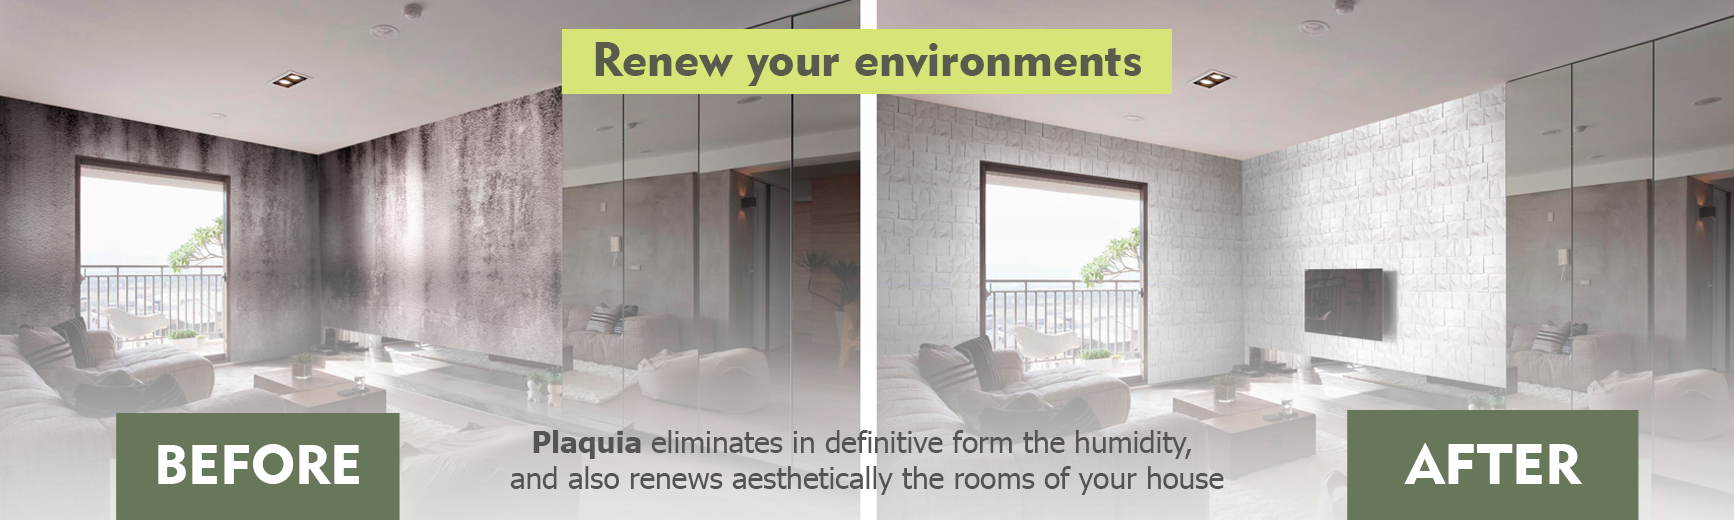 Renew your environments
BEFORE
Plaquia eliminates in definitive form the humidity,
and also renews aesthetically the rooms of your house
AFTER